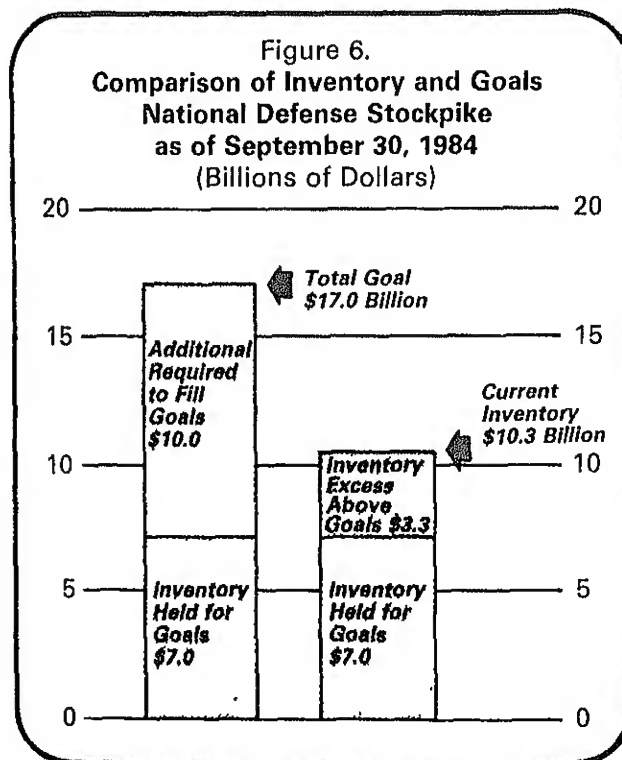 Figure 6.
Comparison of Inventory and Goals
National Defense Stockpike
as of September 30, 1984
(Billions of Dollars)
20 20
Total Goal
$17.0 Billion
15 15
Additional
Required
to Fill
Goals
$10.0
Current
Inventory
$10.3 Billion
10 10
Inventory
Excess
Above
Goals $3.3
5 5
Inventory
Held for
Goals
$7.0
Inventory
Held for
Goals
$7.0
0 0